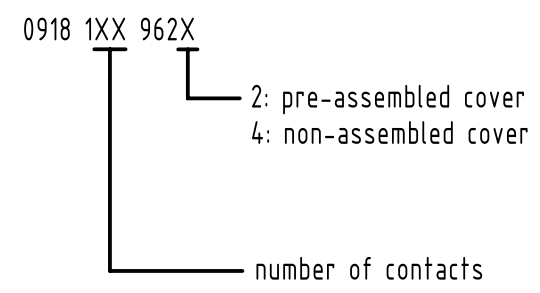 0918 1XX 962X
2: pre-assembled cover
4: non-assembled cover
number of contacts